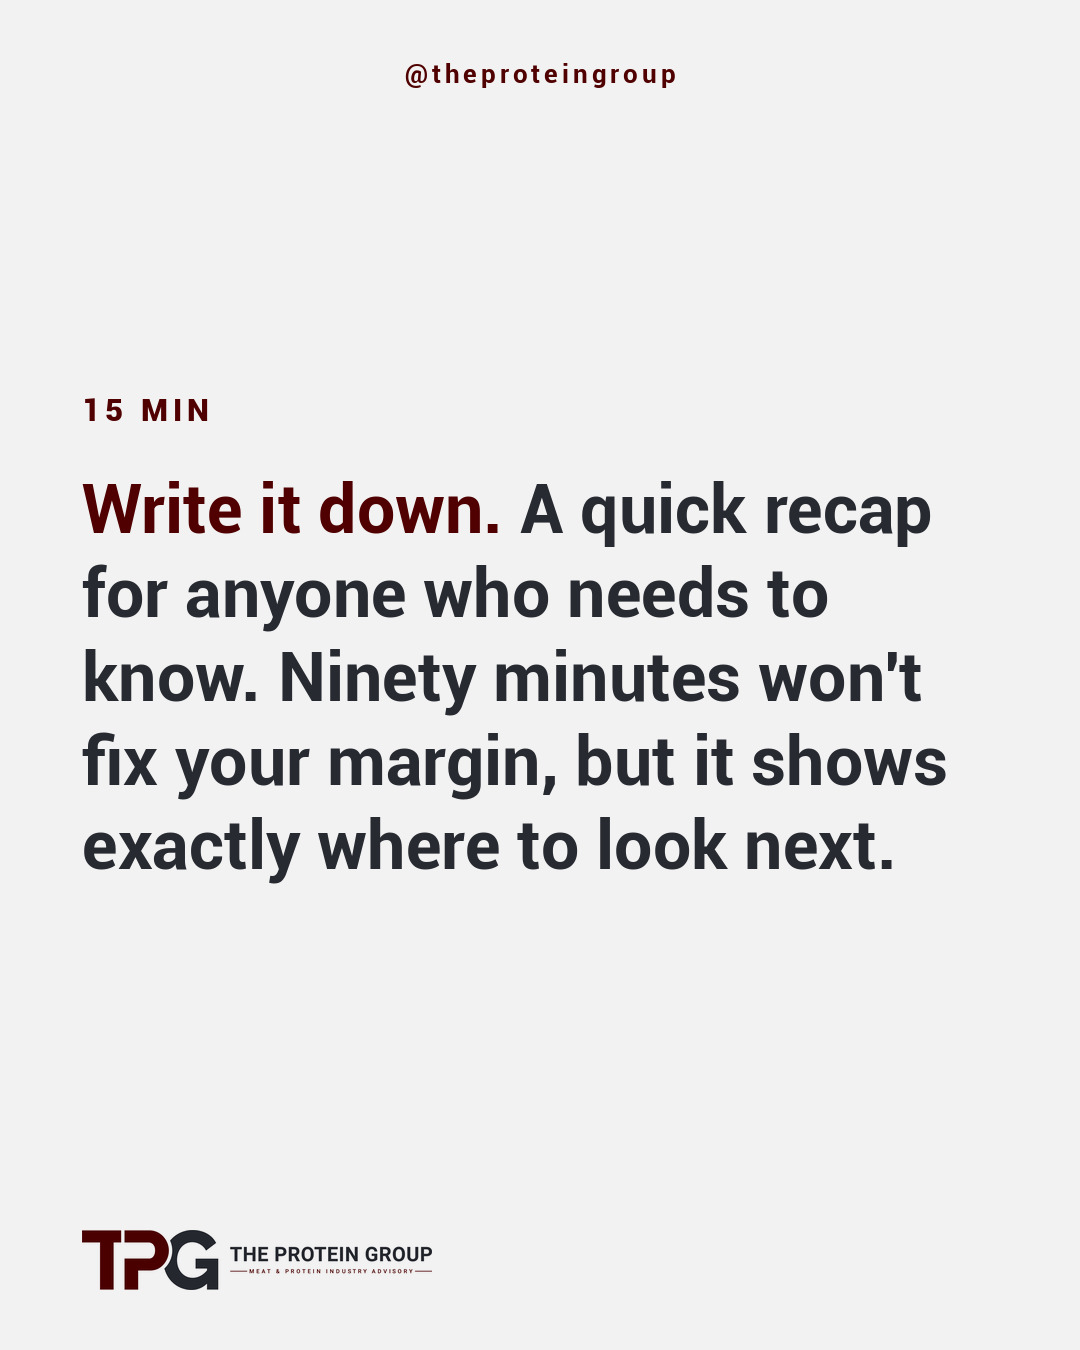 @theproteingroup
15 MIN
Write it down. A quick recap
for anyone who needs to
know. Ninety minutes won't
fix your margin, but it shows
exactly where to look next.
TPG
THE PROTEIN GROUP
MEAT & PROTEIN INDUSTRY ADVISORY